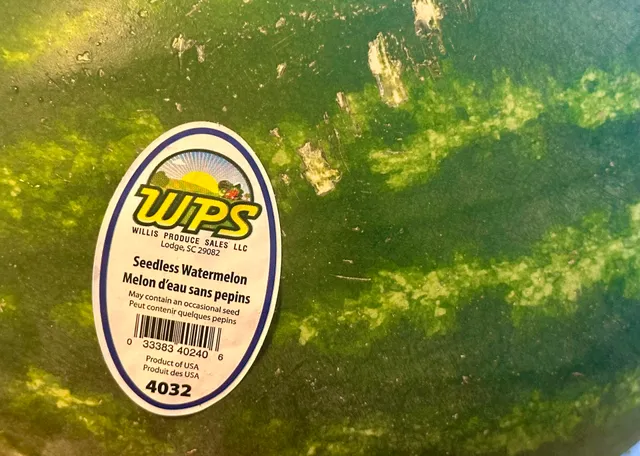 WPS
WILLIS PRODUCE SALES LLC
Lodge, SC 29082
Seedless Watermelon
Melon d'eau sans pepins
May contain an occasional seed
Peut contenir quelques pepins
0 33383 40240 6
Product of USA
Produit des USA
4032